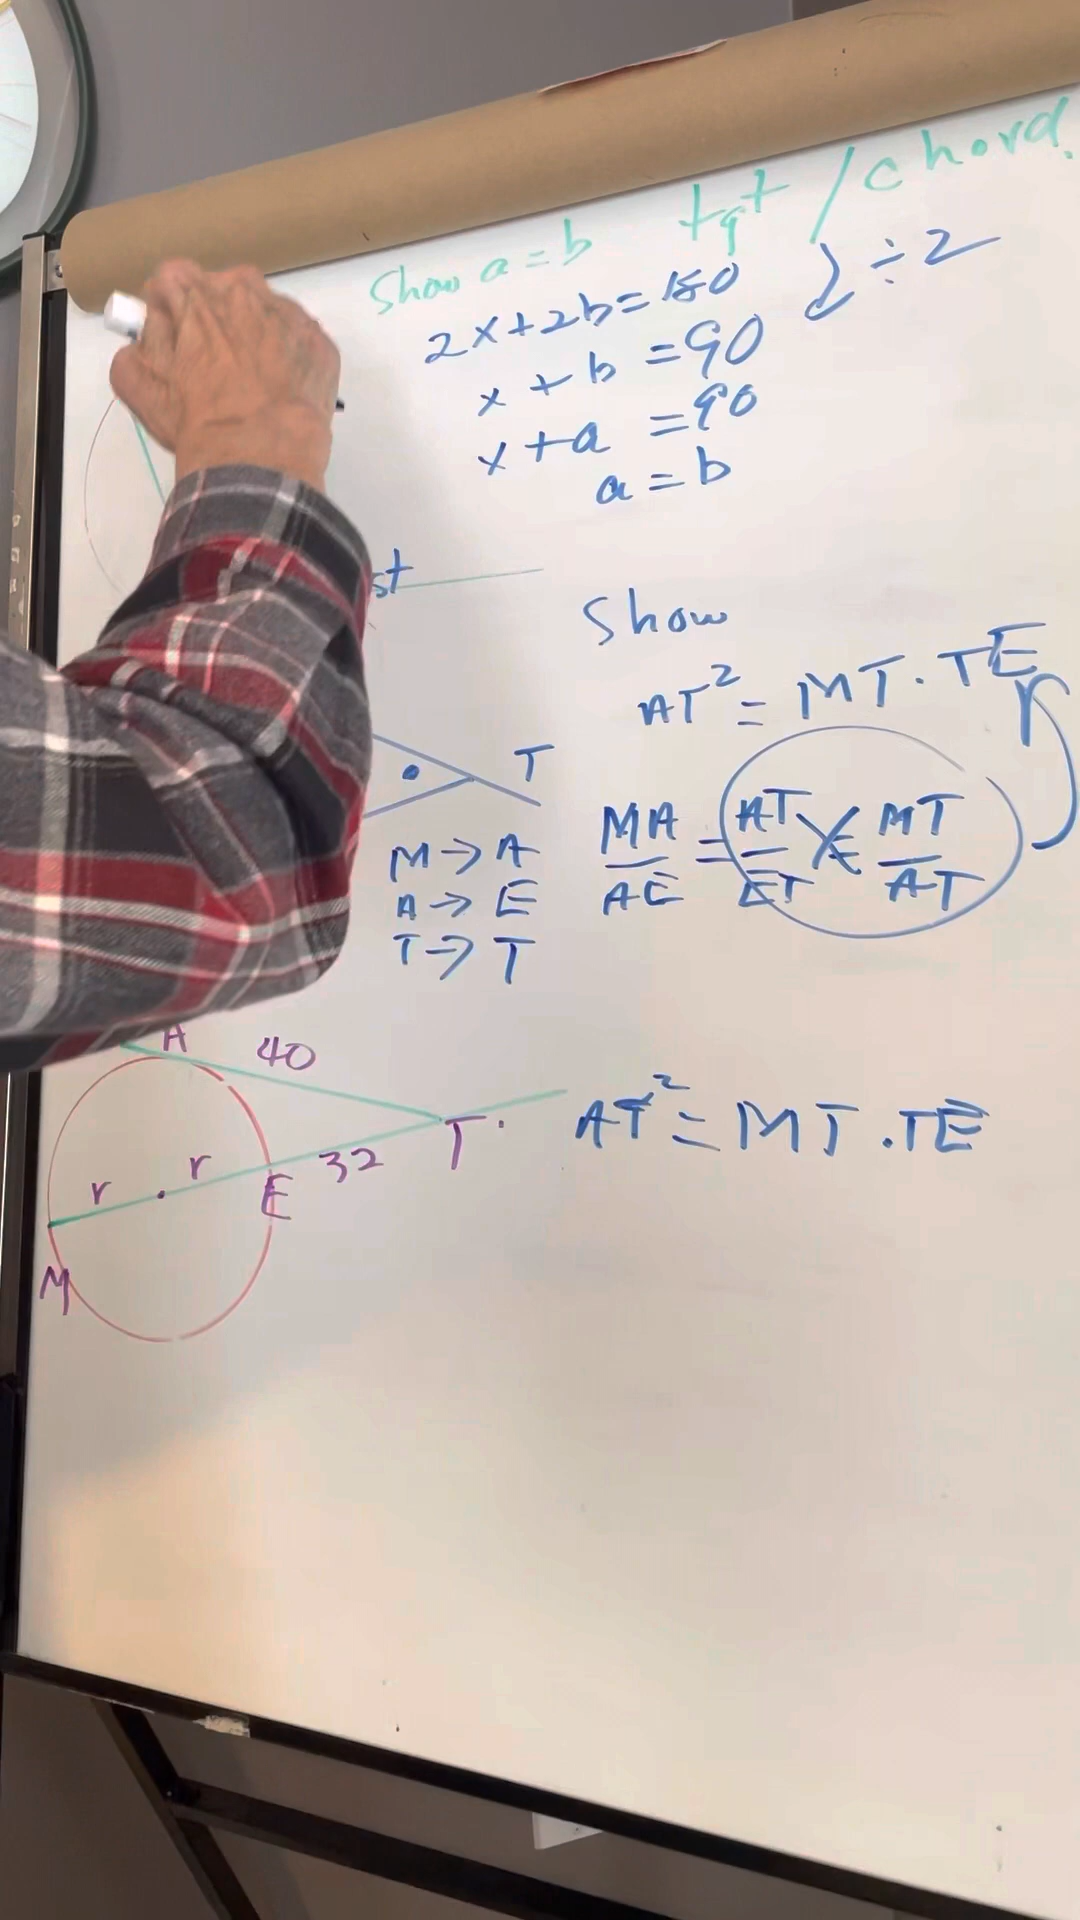 tgt / chord.
Show a = b
2x + 2b = 180 } ÷ 2
x + b = 90
x + a = 90
a = b
st
Show
AT² = MT · TE
T
M → A
A → E
T → T
MA/AE = AT/ET = MT/AT
A 40
T
r r E 32
M
AT² = MT · TE